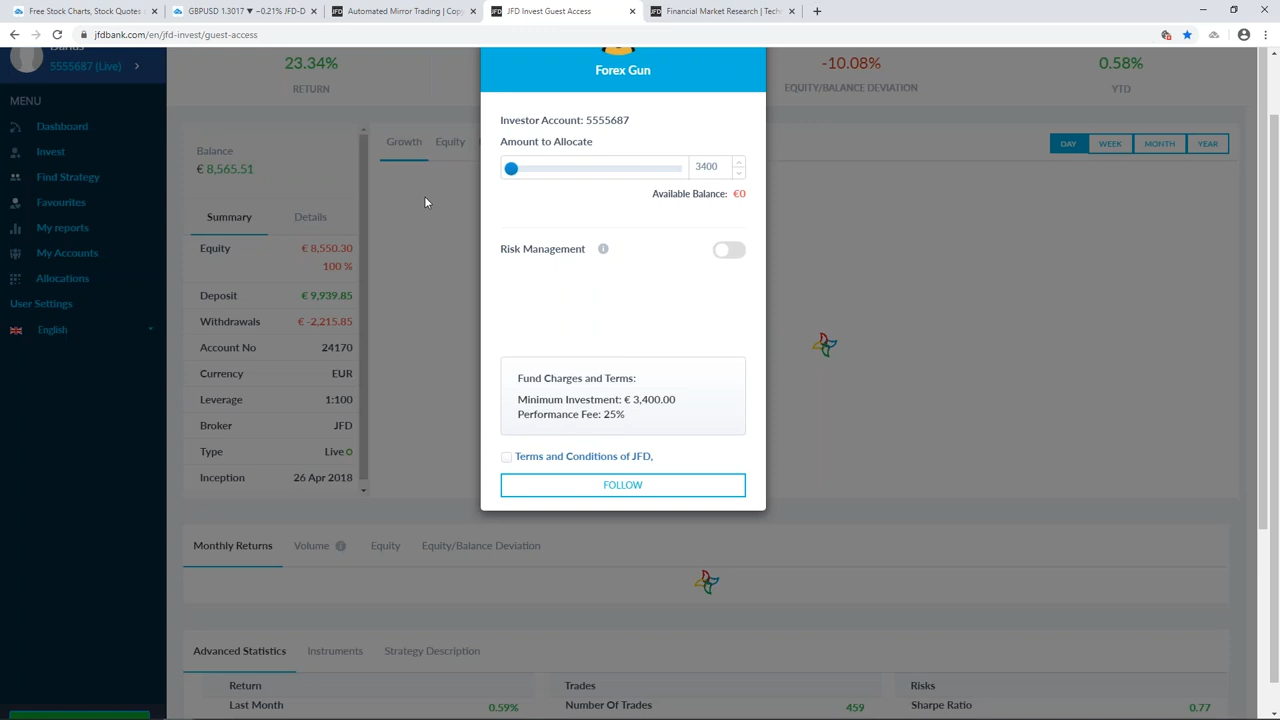 Free Stock Charts, Stock Quotes
GBPUSD 1.3017 ▼ −0.21% JFD-D
Automated Mirror Trading | Cop
JFD Invest Guest Access
Financial Market Research | Tech
jfdbank.com/en/jfd-invest/guest-access
5555687 (Live)
MENU
Dashboard
Invest
Find Strategy
Favourites
My reports
My Accounts
Allocations
User Settings
English
23.34%
RETURN
-10.08%
EQUITY/BALANCE DEVIATION
0.58%
YTD
Balance
€ 8,565.51
Summary Details
Equity € 8,550.30
100 %
Deposit € 9,939.85
Withdrawals € -2,215.85
Account No 24170
Currency EUR
Leverage 1:100
Broker JFD
Type Live
Inception 26 Apr 2018
Growth Equity
DAY WEEK MONTH YEAR
Forex Gun
Investor Account: 5555687
Amount to Allocate
3400
Available Balance: €0
Risk Management
Fund Charges and Terms:
Minimum Investment: € 3,400.00
Performance Fee: 25%
Terms and Conditions of JFD,
FOLLOW
Monthly Returns Volume Equity Equity/Balance Deviation
Advanced Statistics Instruments Strategy Description
Return Trades Risks
Last Month 0.59% Number Of Trades 459 Sharpe Ratio 0.77